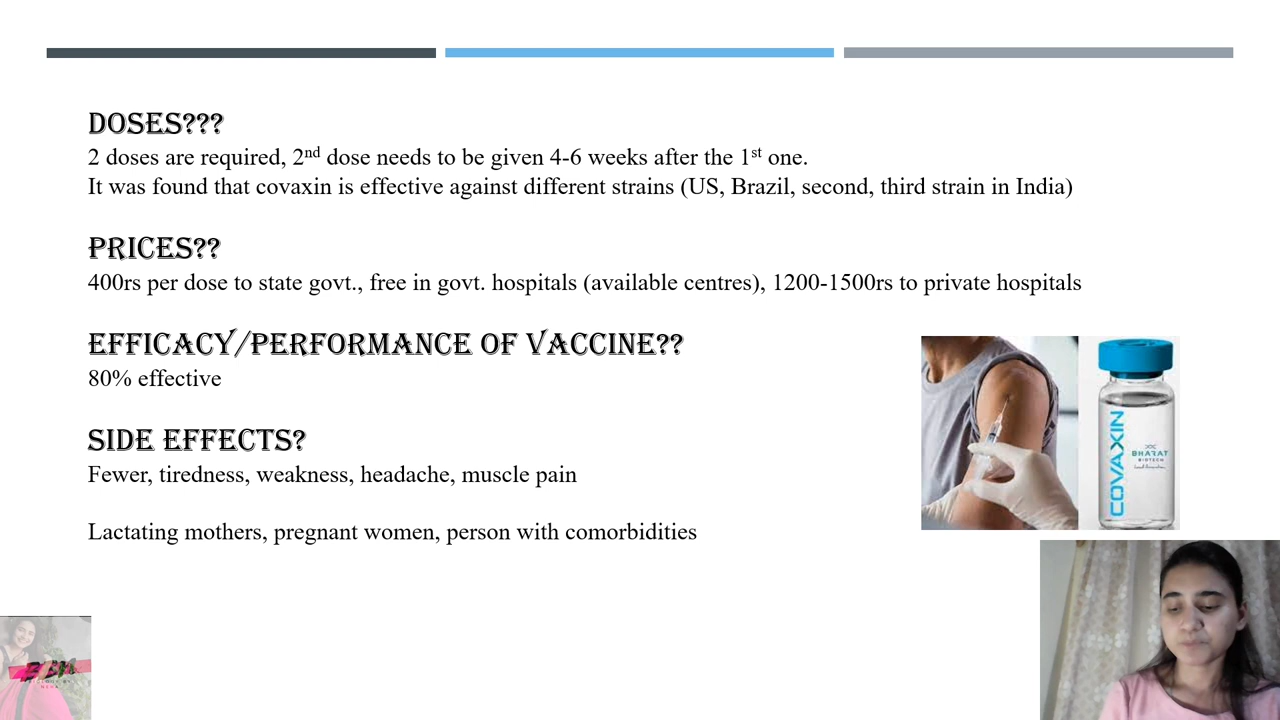 DOSES???
2 doses are required, 2nd dose needs to be given 4-6 weeks after the 1st one.
It was found that covaxin is effective against different strains (US, Brazil, second, third strain in India)
PRICES??
400rs per dose to state govt., free in govt. hospitals (available centres), 1200-1500rs to private hospitals
EFFICACY/PERFORMANCE OF VACCINE??
80% effective
SIDE EFFECTS?
Fewer, tiredness, weakness, headache, muscle pain
Lactating mothers, pregnant women, person with comorbidities
COVAXIN
BHARAT
BIOTECH